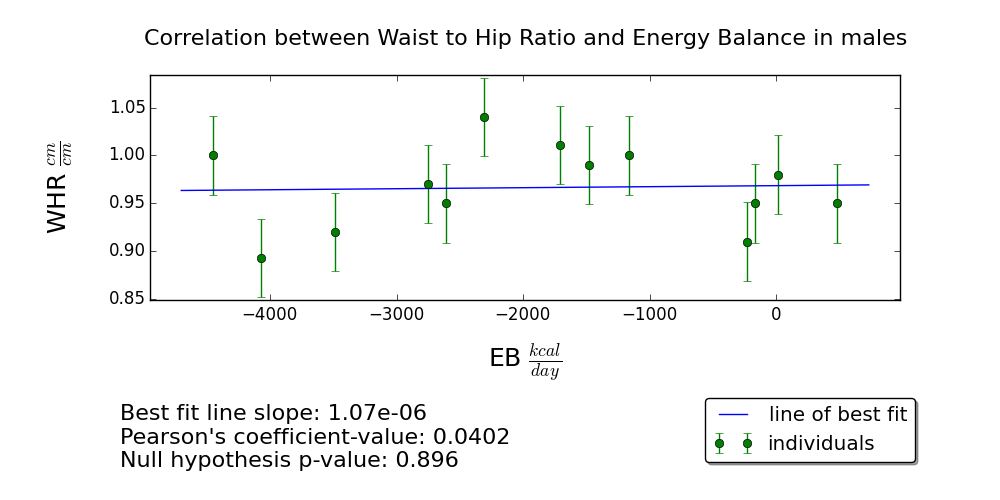 Correlation between Waist to Hip Ratio and Energy Balance in males
WHR cm/cm
1.05
1.00
0.95
0.90
0.85
−4000 −3000 −2000 −1000 0
EB kcal/day
Best fit line slope: 1.07e-06
Pearson's coefficient-value: 0.0402
Null hypothesis p-value: 0.896
line of best fit
individuals